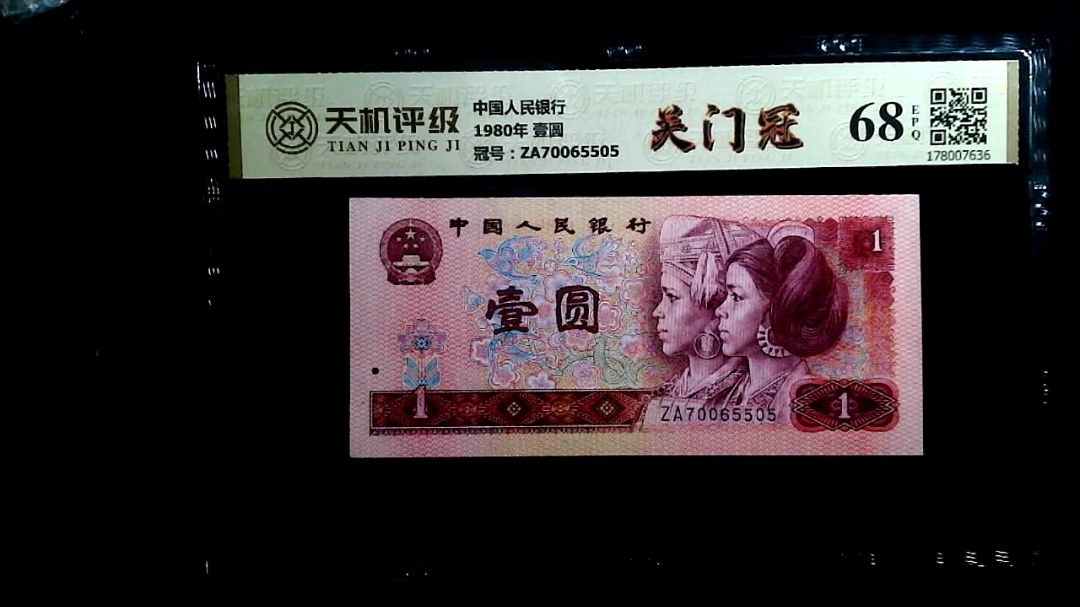 天机评级
TIAN JI PING JI
中国人民银行
1980年 壹圆
冠号：ZA70065505
吴门冠
68
EPQ
178007636
中国人民银行
1
壹圆
1
ZA70065505
1